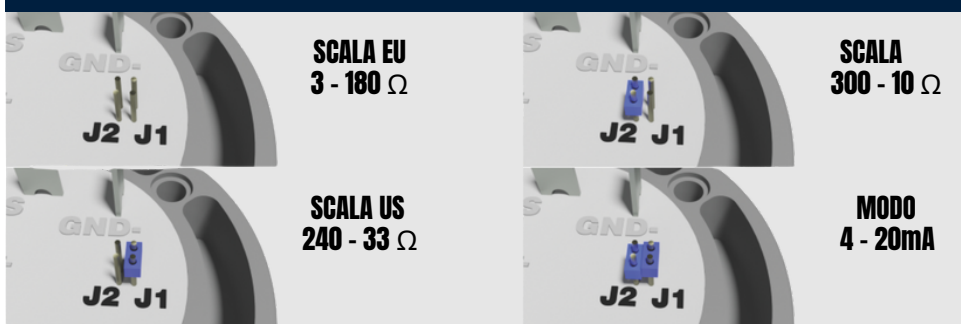 GND-
J2 J1
SCALA EU
3 - 180 Ω
S
GND-
J2 J1
SCALA
300 - 10 Ω
S
GND-
J2 J1
SCALA US
240 - 33 Ω
S
GND-
J2 J1
MODO
4 - 20mA